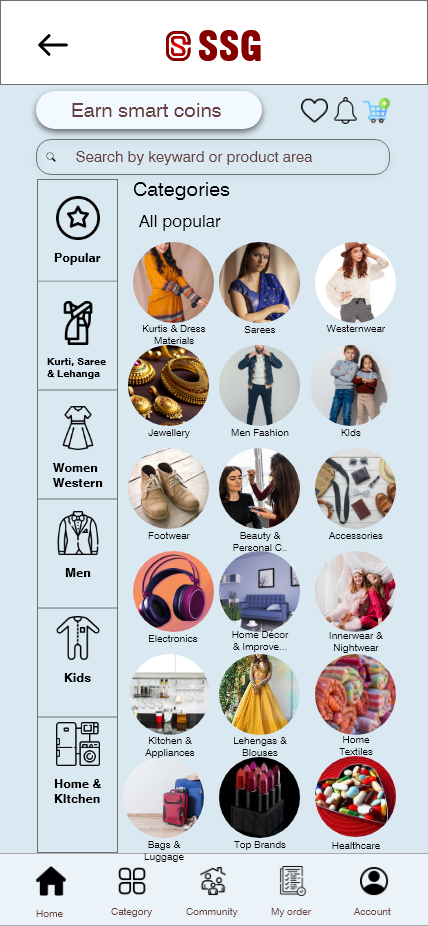 S SSG
Earn smart coins
Search by keyward or product area
Categories
All popular
Popular
Kurti, Saree
& Lehanga
Women
Western
Men
Kids
Home &
KItchen
Kurtis & Dress
Materials
Sarees
Westernwear
Jewellery
Men Fashion
KIds
Footwear
Beauty &
Personal C..
Accessories
Electronics
Home Décor
& Improve...
Innerwear &
Nightwear
KItchen &
Appliances
Lehengas &
Blouses
Home
Textiles
Bags &
Luggage
Top Brands
Healthcare
Home
Category
Community
My order
Account